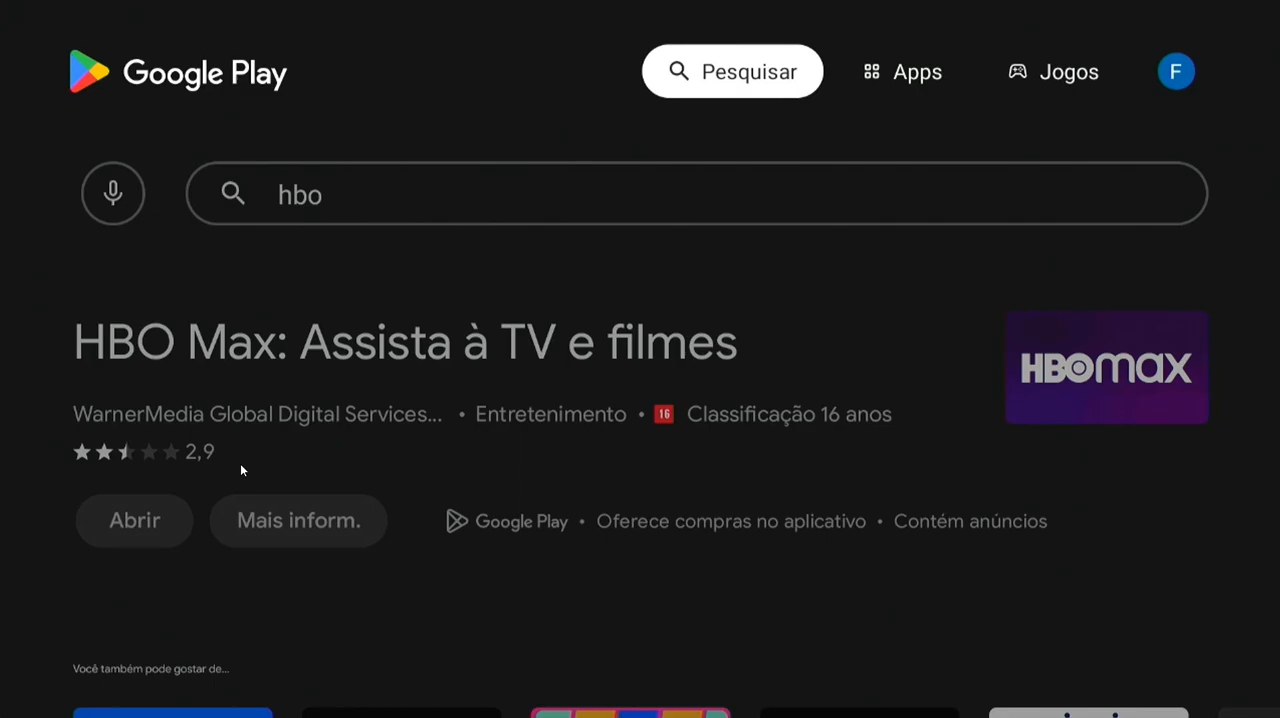 Google Play
Pesquisar
Apps
Jogos
F
hbo
HBO Max: Assista à TV e filmes
HBOmax
WarnerMedia Global Digital Services... • Entretenimento • 16 Classificação 16 anos
2,9
Abrir
Mais inform.
Google Play • Oferece compras no aplicativo • Contém anúncios
Você também pode gostar de...